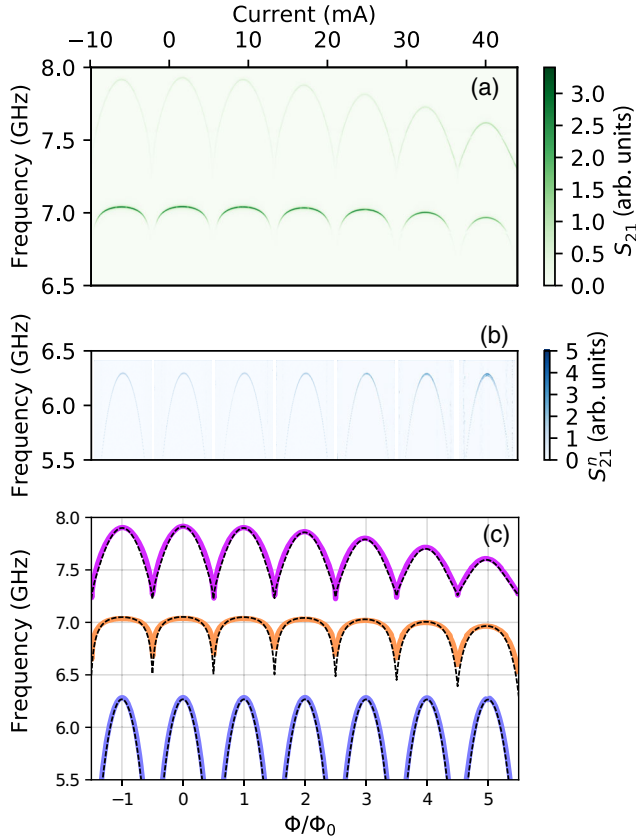 Current (mA)
−10 0 10 20 30 40
8.0
7.5
7.0
6.5
Frequency (GHz)
(a)
3.0
2.5
2.0
1.5
1.0
0.5
0.0
S21 (arb. units)
6.5
6.0
5.5
Frequency (GHz)
(b)
5
4
3
2
1
0
Sⁿ21 (arb. units)
8.0
7.5
7.0
6.5
6.0
5.5
Frequency (GHz)
(c)
−1 0 1 2 3 4 5
Φ/Φ0